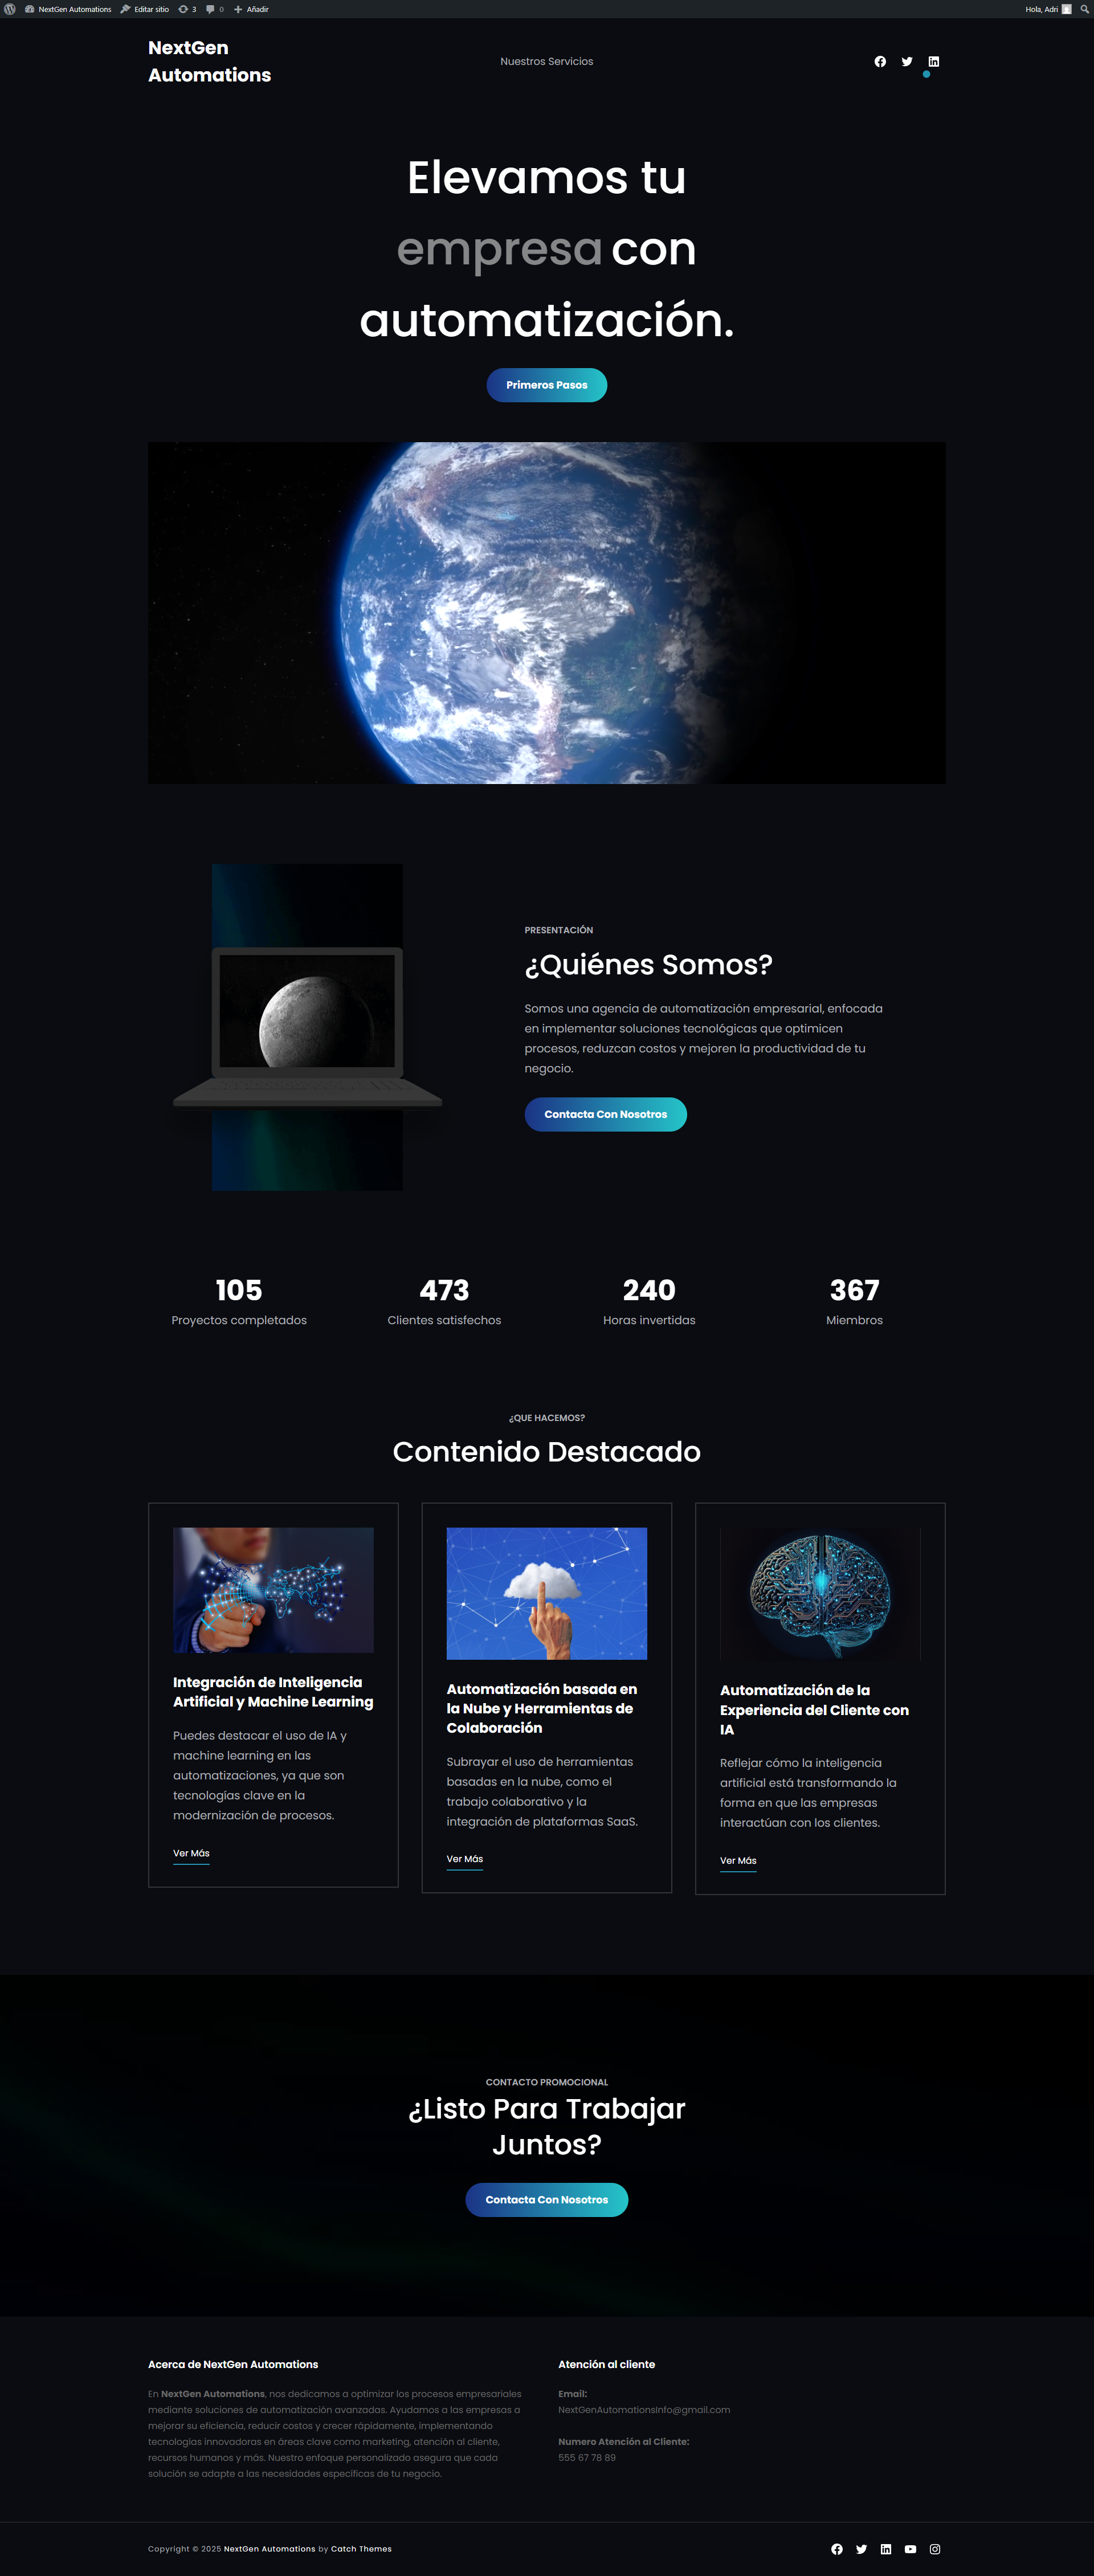 NextGen Automations Editar sitio 3 0 Añadir Hola, Adri
NextGen
Automations
Nuestros Servicios
Elevamos tu
empresa con
automatización.
Primeros Pasos
PRESENTACIÓN
¿Quiénes Somos?
Somos una agencia de automatización empresarial, enfocada
en implementar soluciones tecnológicas que optimicen
procesos, reduzcan costos y mejoren la productividad de tu
negocio.
Contacta Con Nosotros
105
Proyectos completados
473
Clientes satisfechos
240
Horas invertidas
367
Miembros
¿QUE HACEMOS?
Contenido Destacado
Integración de Inteligencia
Artificial y Machine Learning
Puedes destacar el uso de IA y
machine learning en las
automatizaciones, ya que son
tecnologías clave en la
modernización de procesos.
Ver Más
Automatización basada en
la Nube y Herramientas de
Colaboración
Subrayar el uso de herramientas
basadas en la nube, como el
trabajo colaborativo y la
integración de plataformas SaaS.
Ver Más
Automatización de la
Experiencia del Cliente con
IA
Reflejar cómo la inteligencia
artificial está transformando la
forma en que las empresas
interactúan con los clientes.
Ver Más
CONTACTO PROMOCIONAL
¿Listo Para Trabajar
Juntos?
Contacta Con Nosotros
Acerca de NextGen Automations
En NextGen Automations, nos dedicamos a optimizar los procesos empresariales
mediante soluciones de automatización avanzadas. Ayudamos a las empresas a
mejorar su eficiencia, reducir costos y crecer rápidamente, implementando
tecnologías innovadoras en áreas clave como marketing, atención al cliente,
recursos humanos y más. Nuestro enfoque personalizado asegura que cada
solución se adapte a las necesidades específicas de tu negocio.
Atención al cliente
Email:
NextGenAutomationsInfo@gmail.com
Numero Atención al Cliente:
555 67 78 89
Copyright © 2025 NextGen Automations by Catch Themes